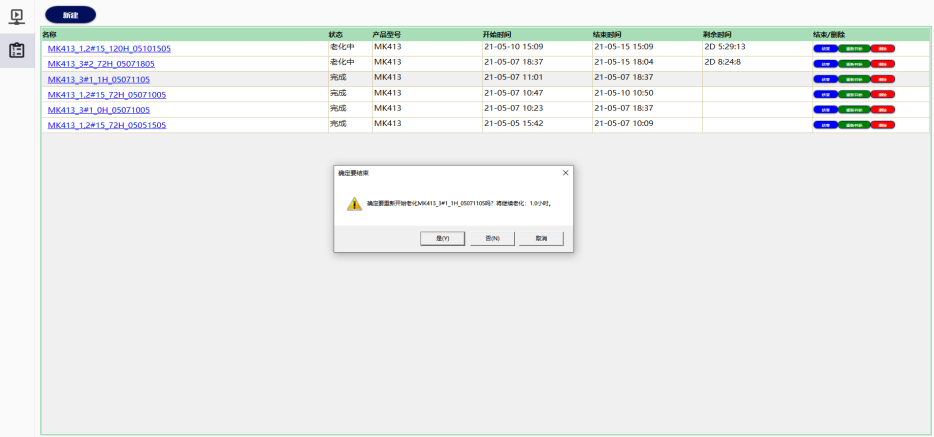 新建
名称 状态 产品型号 开始时间 结束时间 剩余时间 结束/删除
MK413_1,2#15_120H_05101505 老化中 MK413 21-05-10 15:09 21-05-15 15:09 2D 5:29:13 结束 重新开始 删除
MK413_3#2_72H_05071805 老化中 MK413 21-05-07 18:37 21-05-15 18:04 2D 8:24:8 结束 重新开始 删除
MK413_3#1_1H_05071105 完成 MK413 21-05-07 11:01 21-05-07 18:37 结束 重新开始 删除
MK413_1,2#15_72H_05071005 完成 MK413 21-05-07 10:47 21-05-10 10:50 结束 重新开始 删除
MK413_3#1_0H_05071005 完成 MK413 21-05-07 10:23 21-05-07 18:37 结束 重新开始 删除
MK413_1,2#15_72H_05051505 完成 MK413 21-05-05 15:42 21-05-07 10:09 结束 重新开始 删除
确定要结束
确定要重新开始老化MK413_3#1_1H_05071105吗？将继续老化：1.0小时。
是(Y) 否(N) 取消